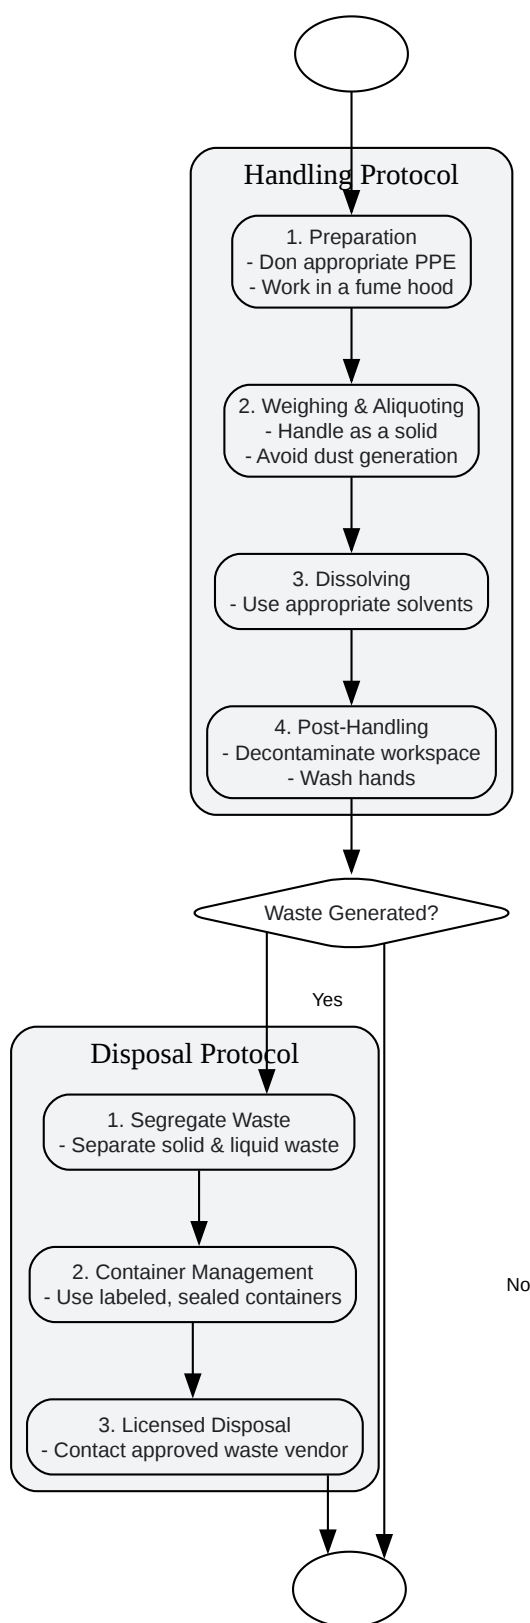 Handling Protocol
1. Preparation
- Don appropriate PPE
- Work in a fume hood
2. Weighing & Aliquoting
- Handle as a solid
- Avoid dust generation
3. Dissolving
- Use appropriate solvents
4. Post-Handling
- Decontaminate workspace
- Wash hands
Waste Generated?
Yes
Disposal Protocol
1. Segregate Waste
- Separate solid & liquid waste
2. Container Management
- Use labeled, sealed containers
No
3. Licensed Disposal
- Contact approved waste vendor